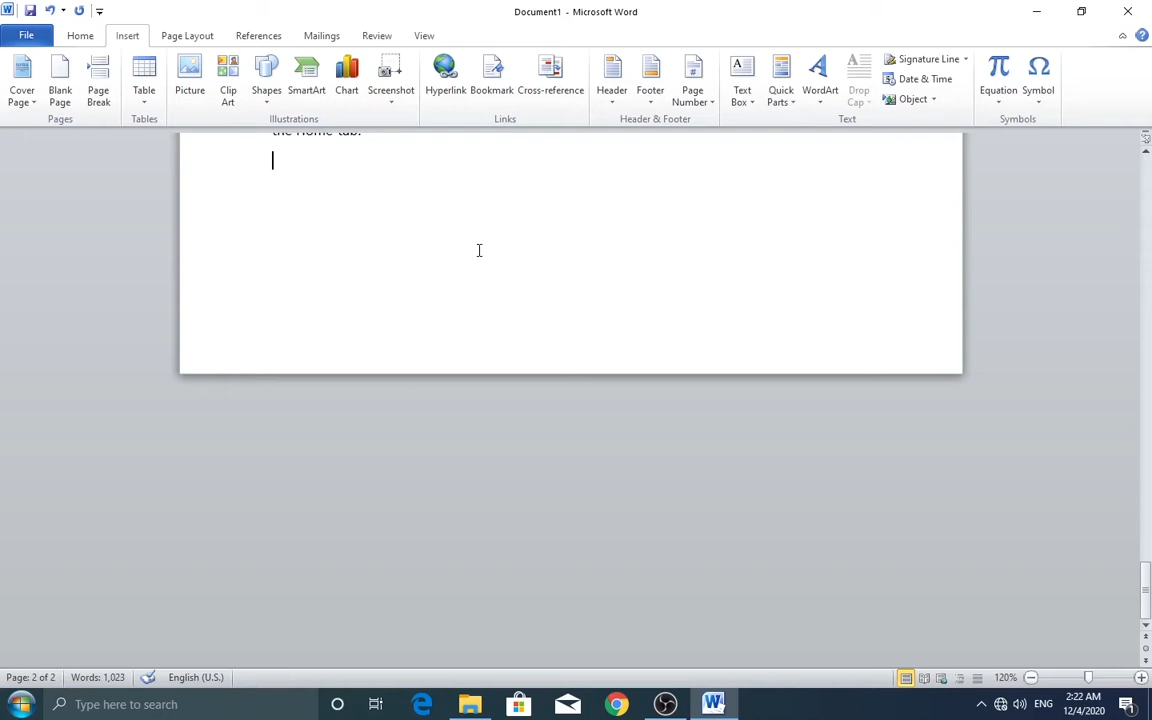 Document1 - Microsoft Word
File Home Insert Page Layout References Mailings Review View
Cover Page
Blank Page
Page Break
Table
Picture
Clip Art
Shapes
SmartArt
Chart
Screenshot
Hyperlink
Bookmark
Cross-reference
Header
Footer
Page Number
Text Box
Quick Parts
WordArt
Drop Cap
Signature Line
Date & Time
Object
Equation
Symbol
Pages Tables Illustrations Links Header & Footer Text Symbols
the Home tab.
Page: 2 of 2 Words: 1,023 English (U.S.) 120%
Type here to search
ENG
2:22 AM
12/4/2020
1